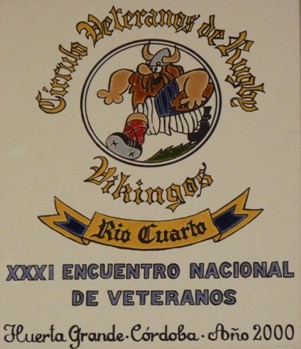 Círculo Veteranos de Rugby
Vikingos
Río Cuarto
XXXI ENCUENTRO NACIONAL
DE VETERANOS
Huerta Grande - Córdoba - Año 2000